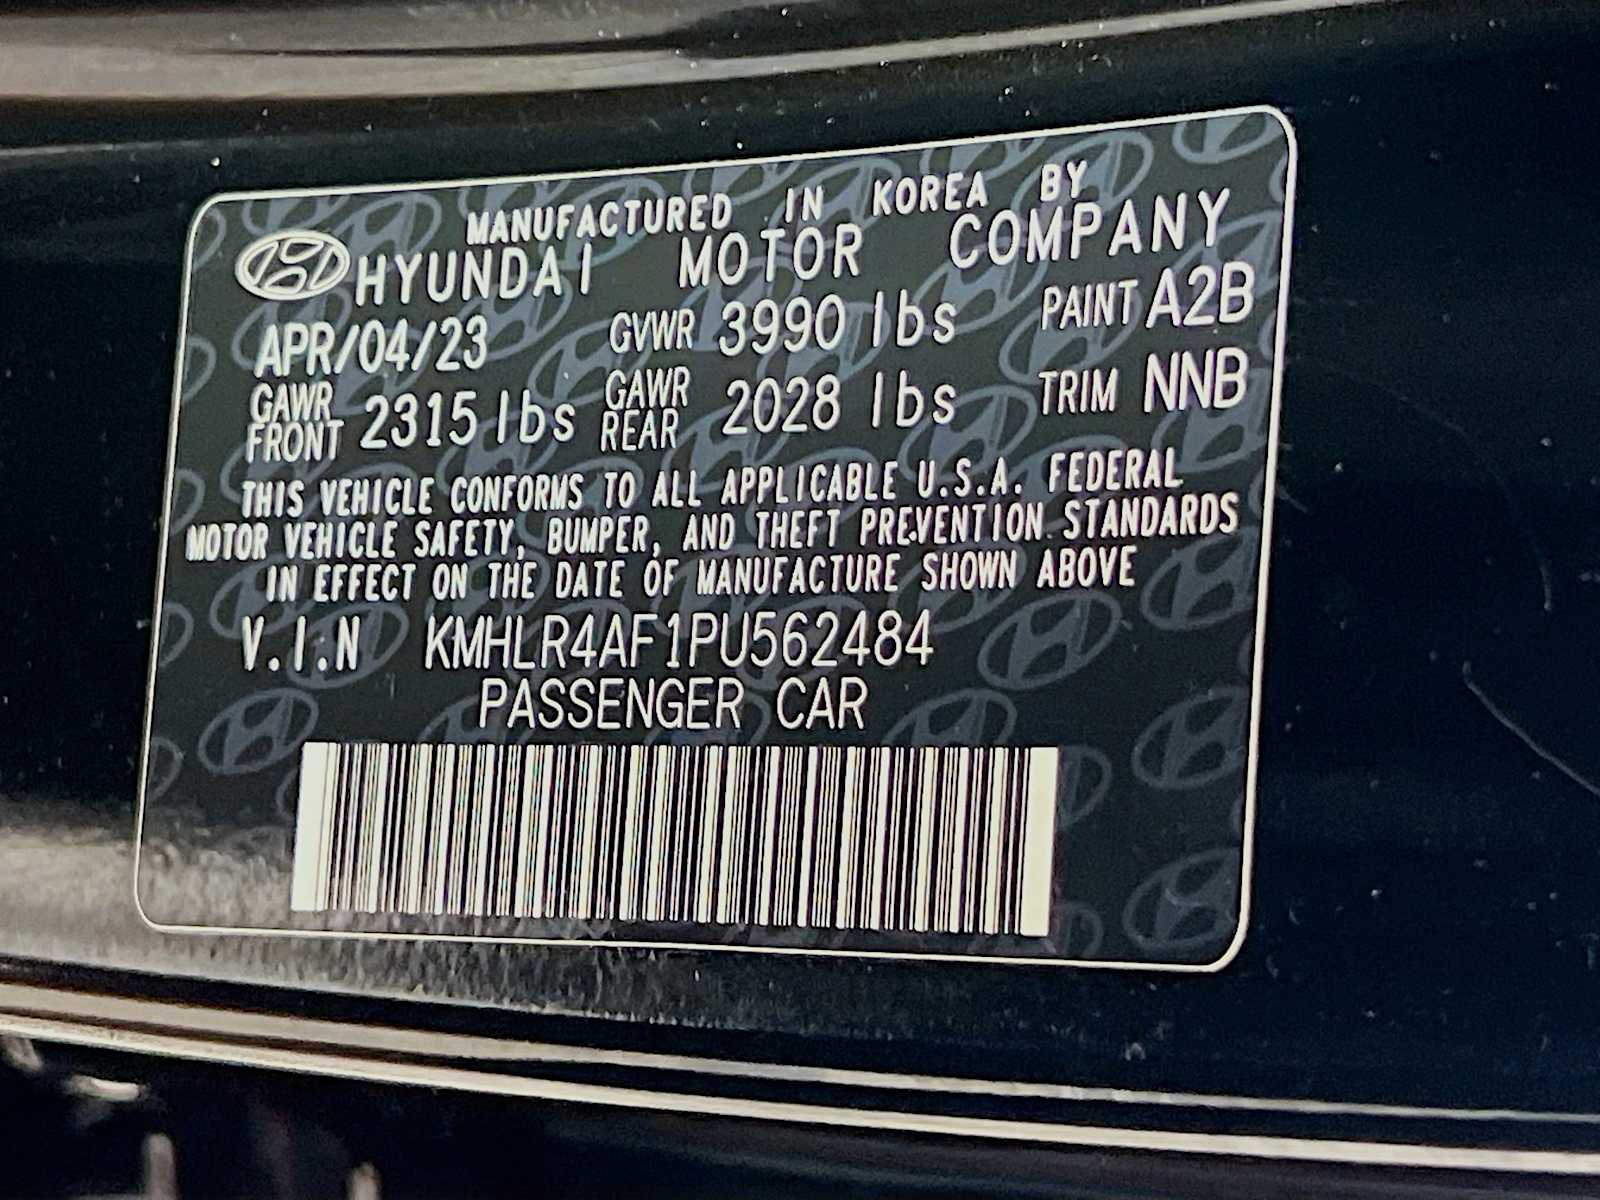 MANUFACTURED IN KOREA BY
HYUNDAI MOTOR COMPANY
APR/04/23 GVWR 3990 lbs PAINT A2B
GAWR FRONT 2315 lbs GAWR REAR 2028 lbs TRIM NNB
THIS VEHICLE CONFORMS TO ALL APPLICABLE U.S.A. FEDERAL
MOTOR VEHICLE SAFETY, BUMPER, AND THEFT PREVENTION STANDARDS
IN EFFECT ON THE DATE OF MANUFACTURE SHOWN ABOVE
V.I.N KMHLR4AF1PU562484
PASSENGER CAR